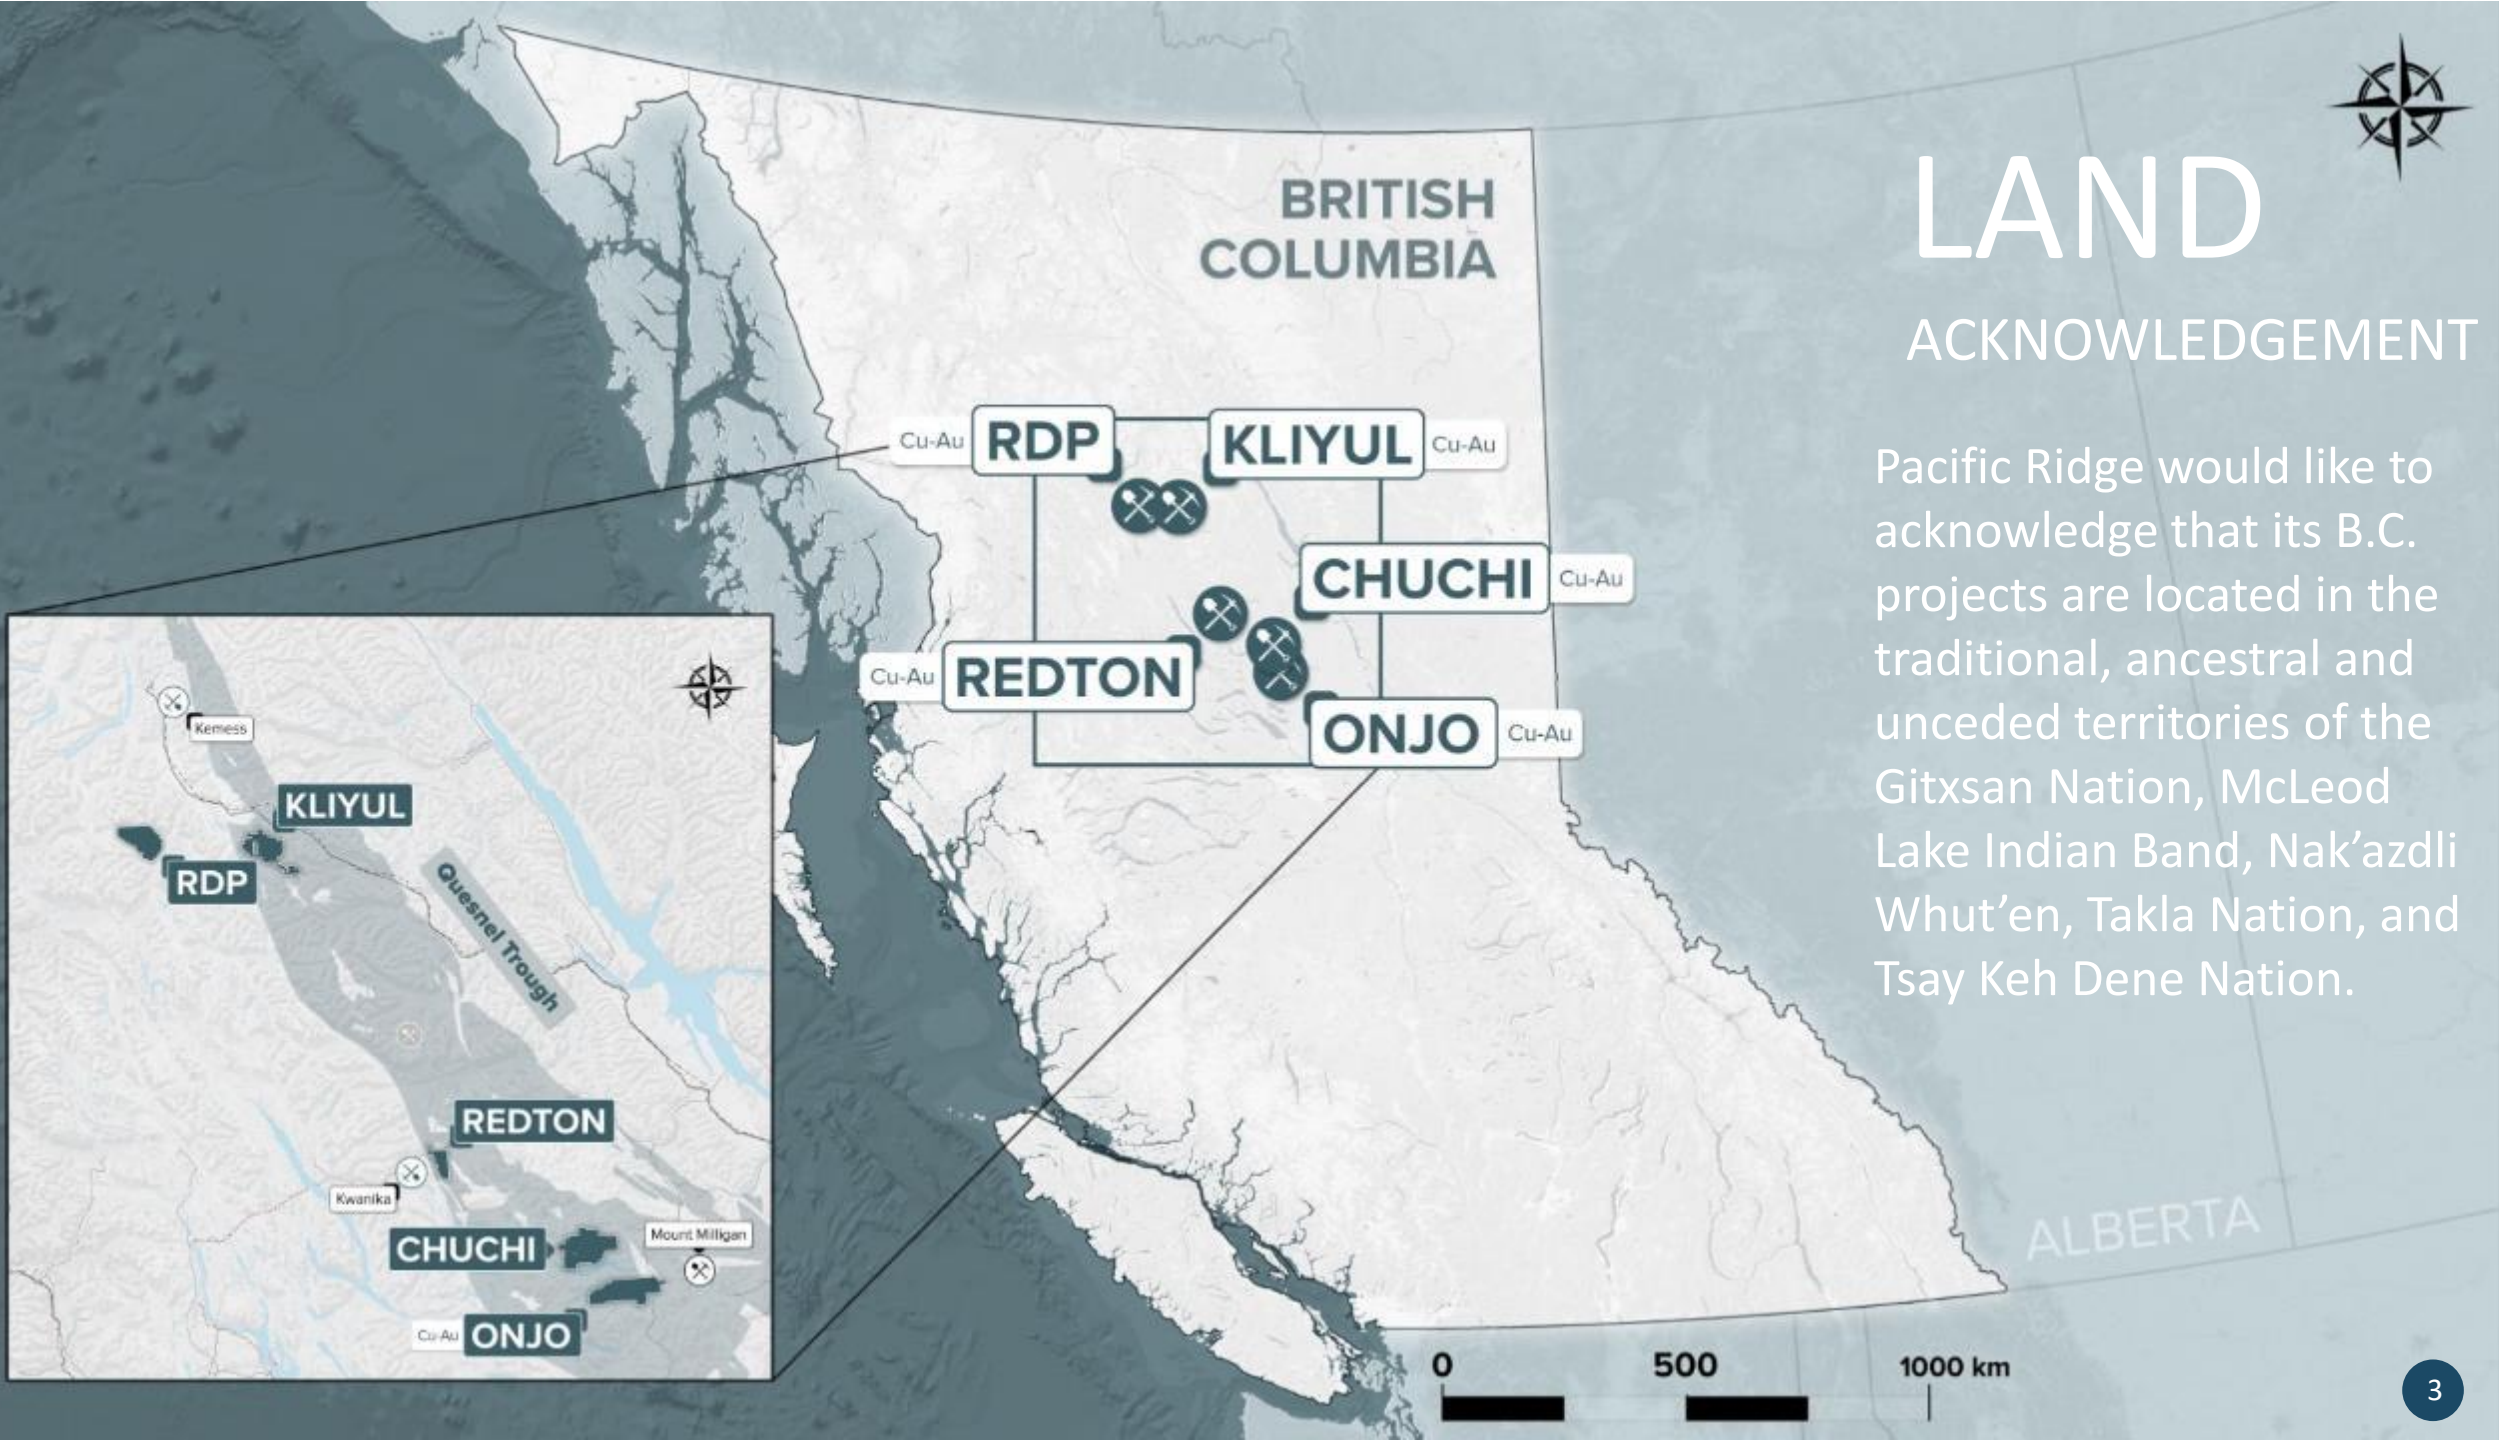 LAND
ACKNOWLEDGEMENT
Pacific Ridge would like to
acknowledge that its B.C.
projects are located in the
traditional, ancestral and
unceded territories of the
Gitxsan Nation, McLeod
Lake Indian Band, Nak’azdli
Whut’en, Takla Nation, and
Tsay Keh Dene Nation.
BRITISH
COLUMBIA
Cu-Au RDP
KLIYUL Cu-Au
CHUCHI Cu-Au
Cu-Au REDTON
ONJO Cu-Au
Kemess
KLIYUL
RDP
Quesnel Trough
REDTON
Kwanika
CHUCHI
Mount Milligan
Cu-Au ONJO
ALBERTA
0 500 1000 km
3